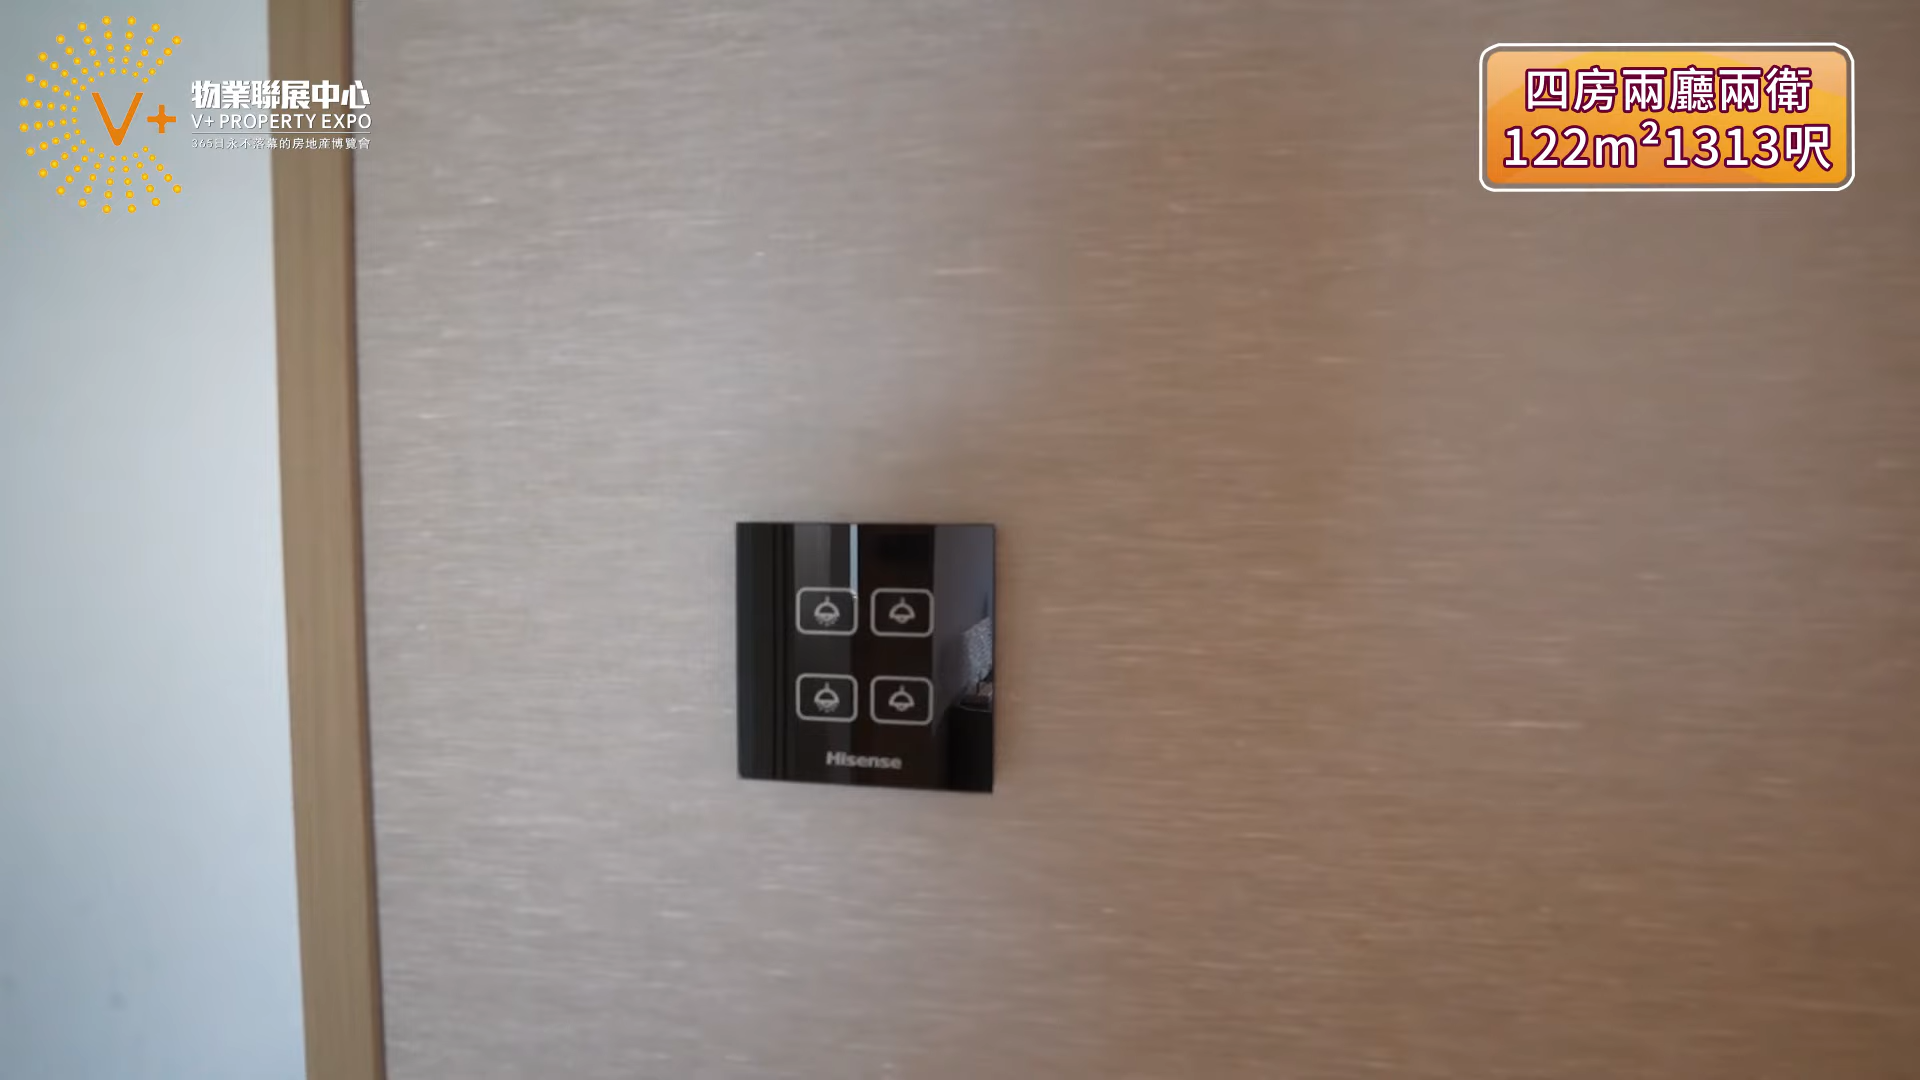 物業聯展中心
V+ PROPERTY EXPO
365日永不落幕的房地産博覽會
V+
四房兩廳兩衛
122m²1313呎
Hisense